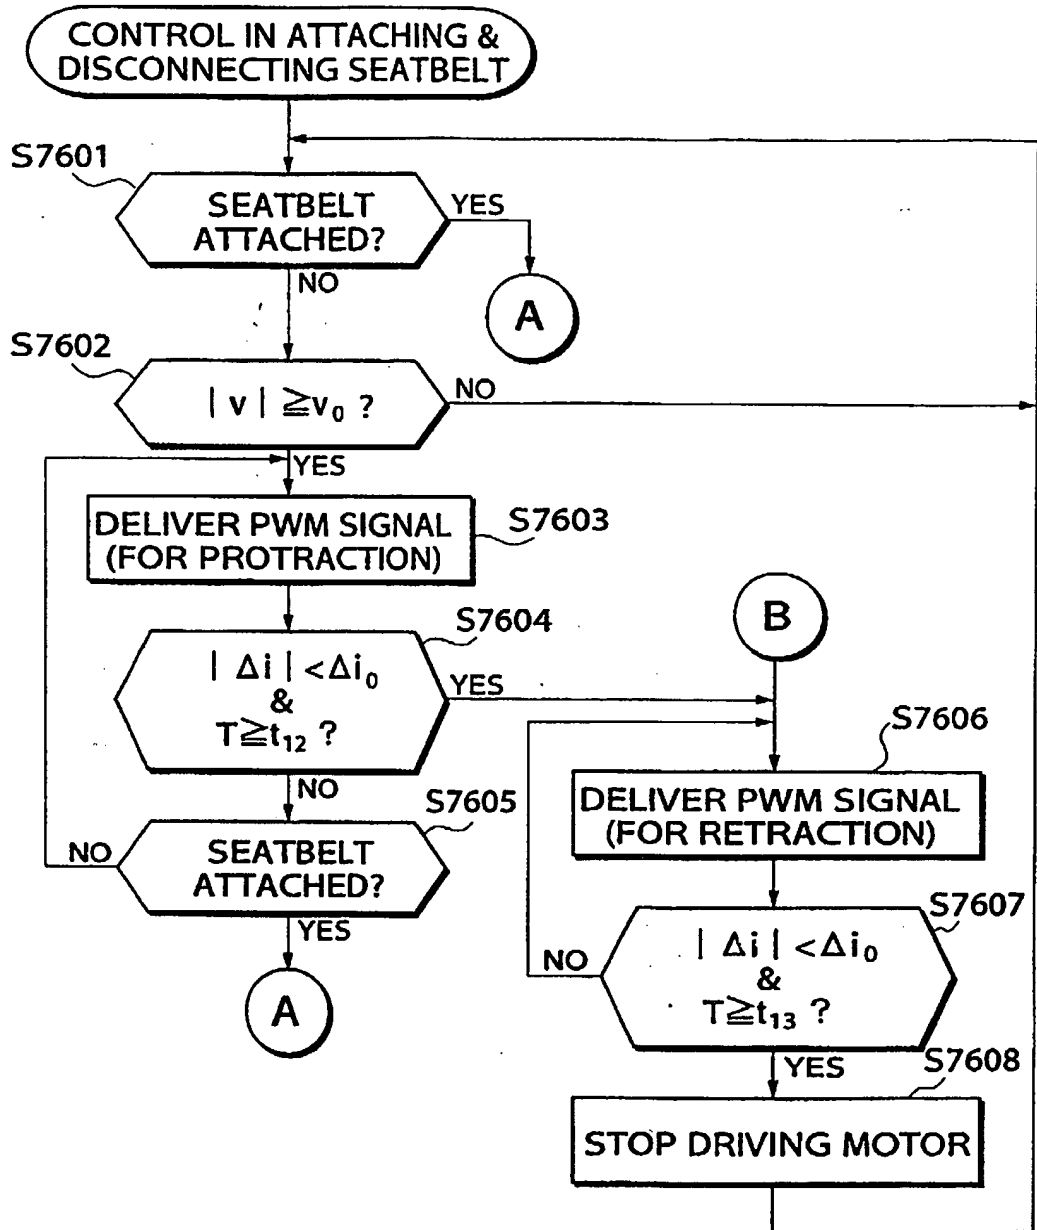 CONTROL IN ATTACHING &
DISCONNECTING SEATBELT
S7601
SEATBELT
ATTACHED?
YES
NO
A
S7602
| v | ≧v₀ ?
NO
YES
DELIVER PWM SIGNAL
(FOR PROTRACTION)
S7603
S7604
| Δi | <Δi₀
&
T≧t₁₂ ?
YES
NO
B
S7605
SEATBELT
ATTACHED?
NO
YES
A
S7606
DELIVER PWM SIGNAL
(FOR RETRACTION)
S7607
| Δi | <Δi₀
&
T≧t₁₃ ?
NO
YES
S7608
STOP DRIVING MOTOR